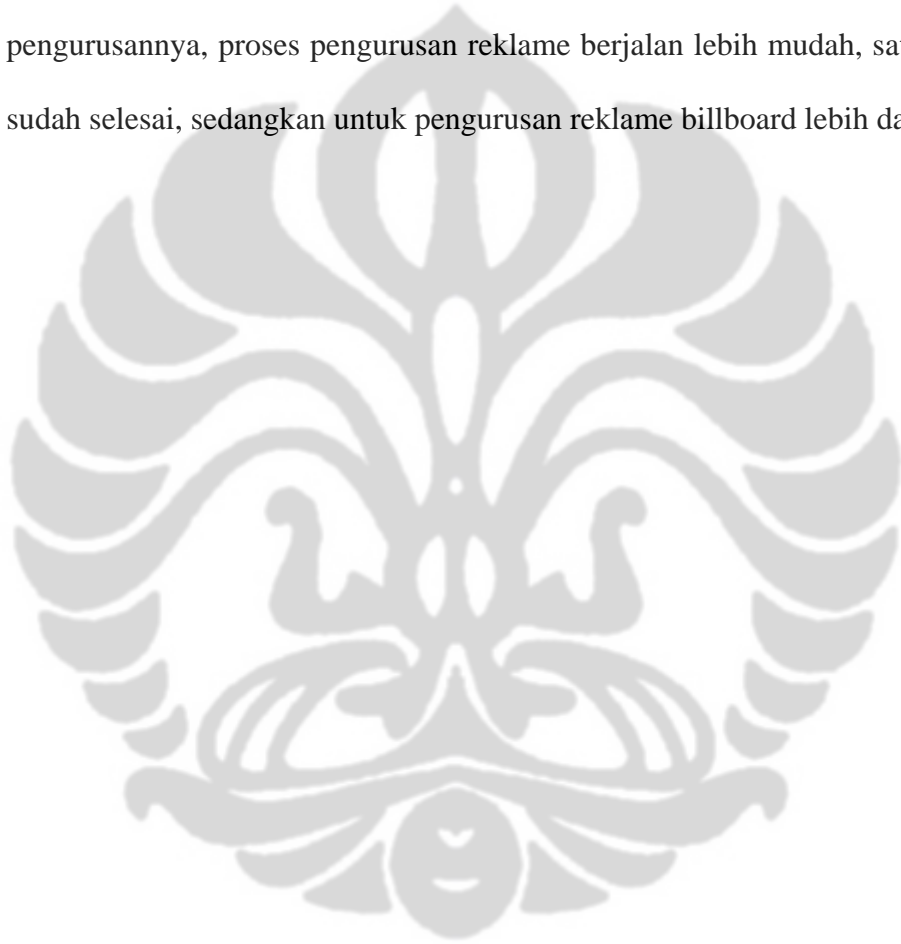 pengurusannya, proses pengurusan reklame berjalan lebih mudah,
sudah selesai, sedangkan untuk pengurusan reklame billboard lebih